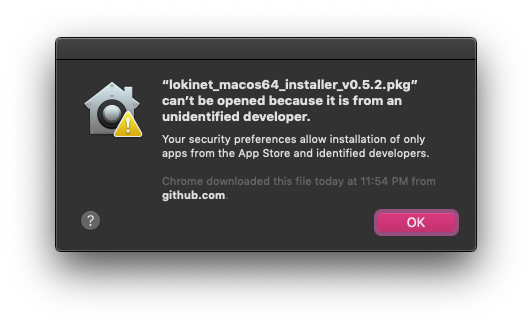 “lokinet_macos64_installer_v0.5.2.pkg”
can’t be opened because it is from an
unidentified developer.
Your security preferences allow installation of only
apps from the App Store and identified developers.
Chrome downloaded this file today at 11:54 PM from
github.com.
?
OK